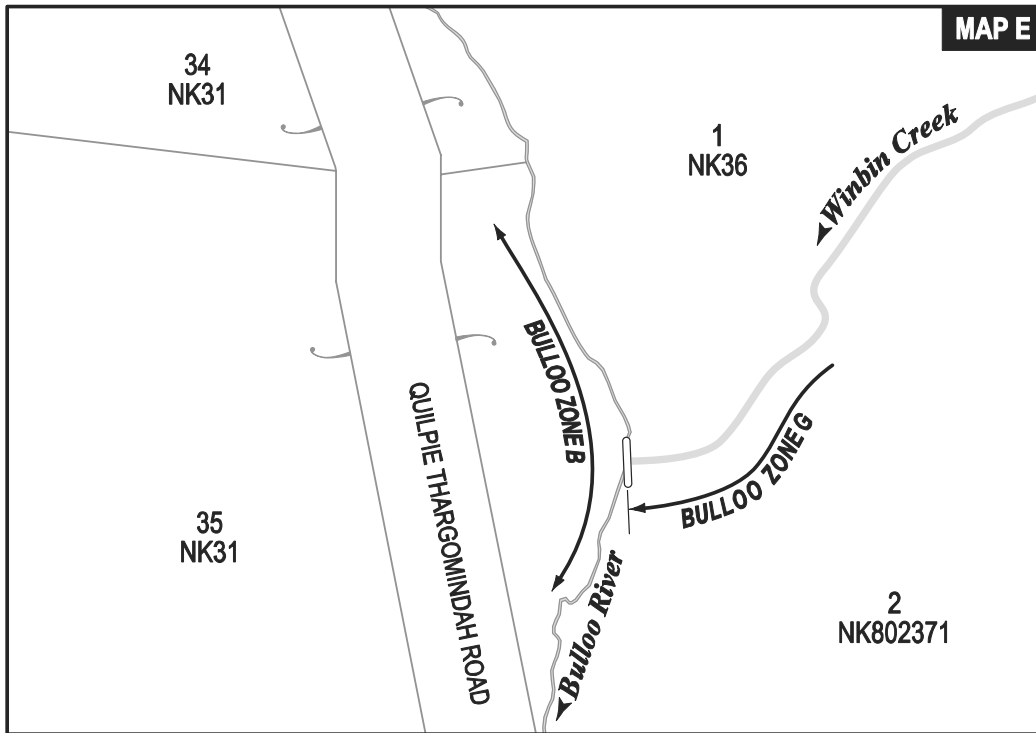 MAP E
34
NK31
1
NK36
Winbin Creek
BULLOO ZONE B
QUILPIE THARGOMINDAH ROAD
BULLOO ZONE G
35
NK31
Bulloo River
2
NK802371